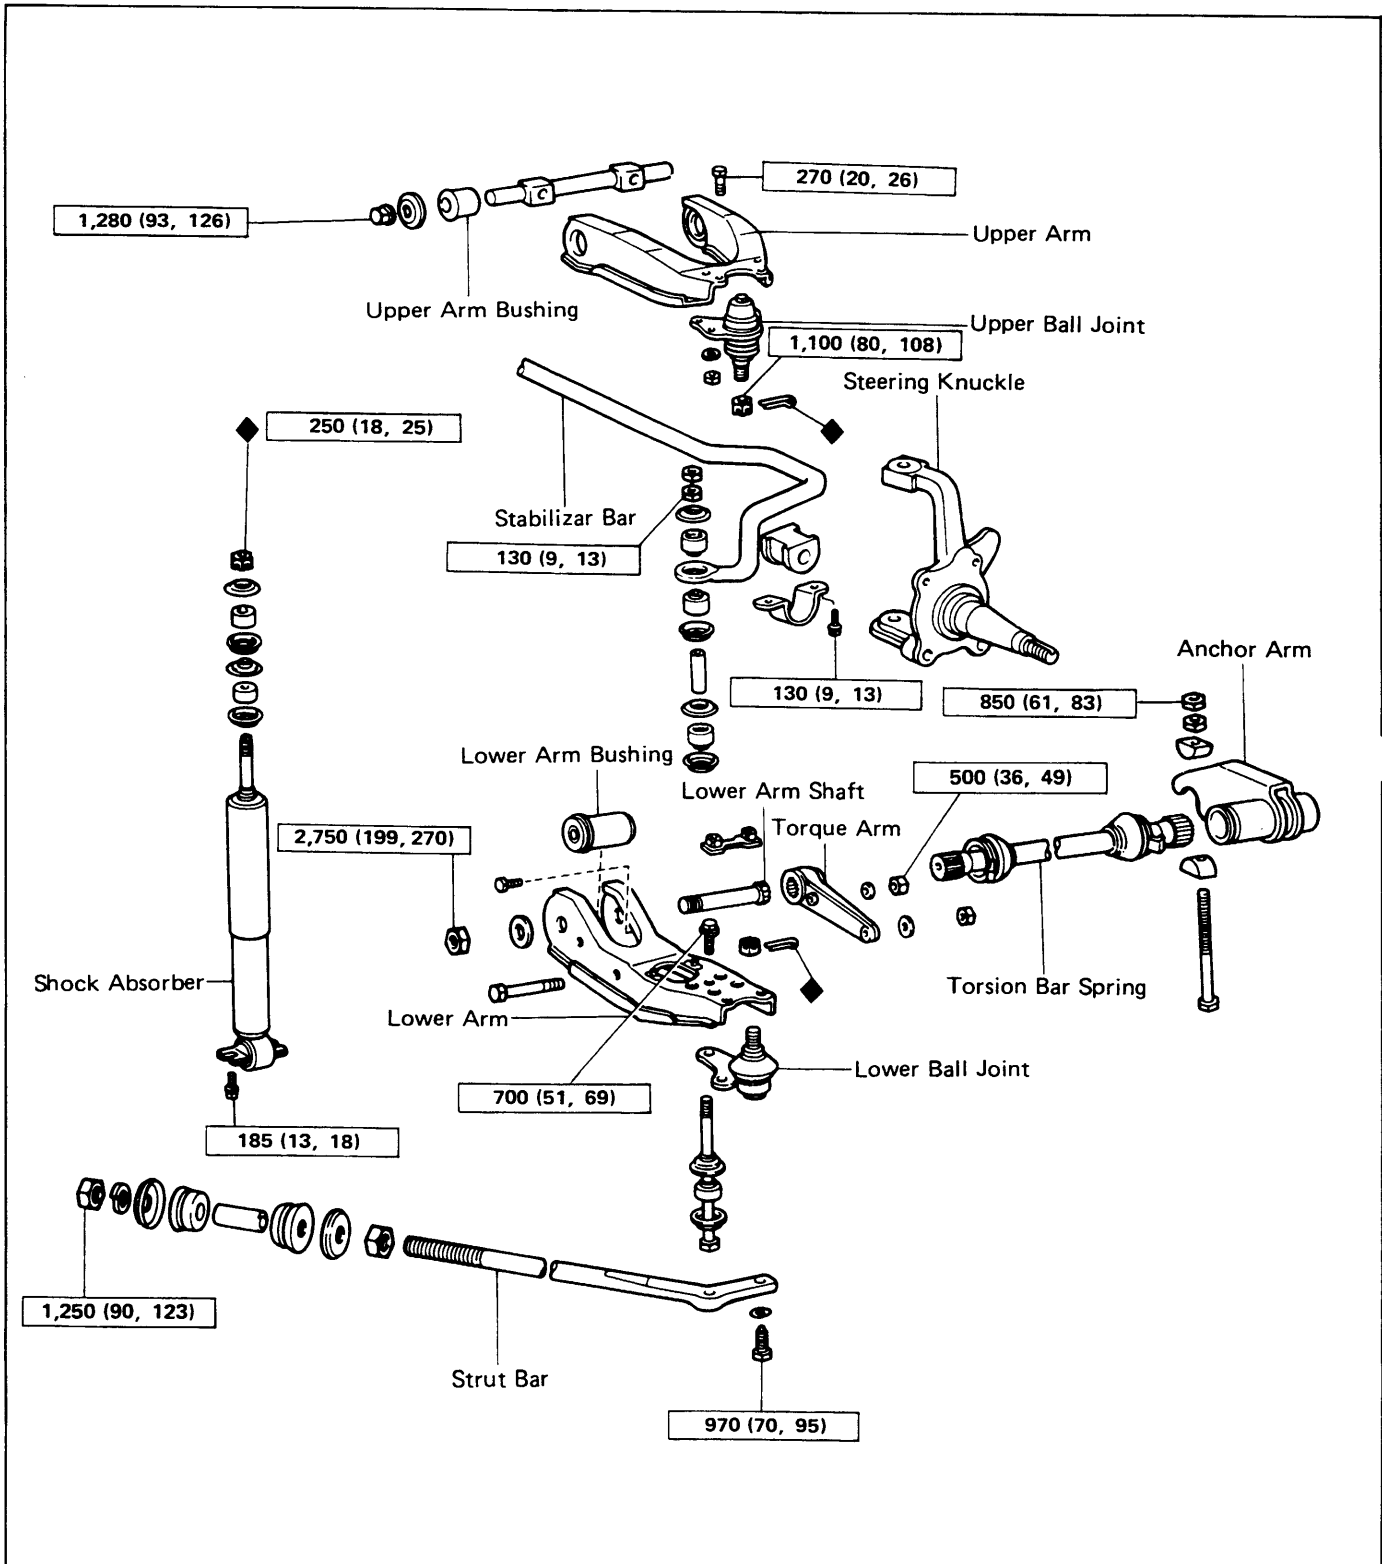 270 (20, 26)
1,280 (93, 126)
Upper Arm
Upper Arm Bushing
Upper Ball Joint
1,100 (80, 108)
Steering Knuckle
250 (18, 25)
Stabilizar Bar
130 (9, 13)
Anchor Arm
130 (9, 13)
850 (61, 83)
Lower Arm Bushing
500 (36, 49)
Lower Arm Shaft
Torque Arm
2,750 (199, 270)
Shock Absorber
Torsion Bar Spring
Lower Arm
Lower Ball Joint
700 (51, 69)
185 (13, 18)
1,250 (90, 123)
Strut Bar
970 (70, 95)